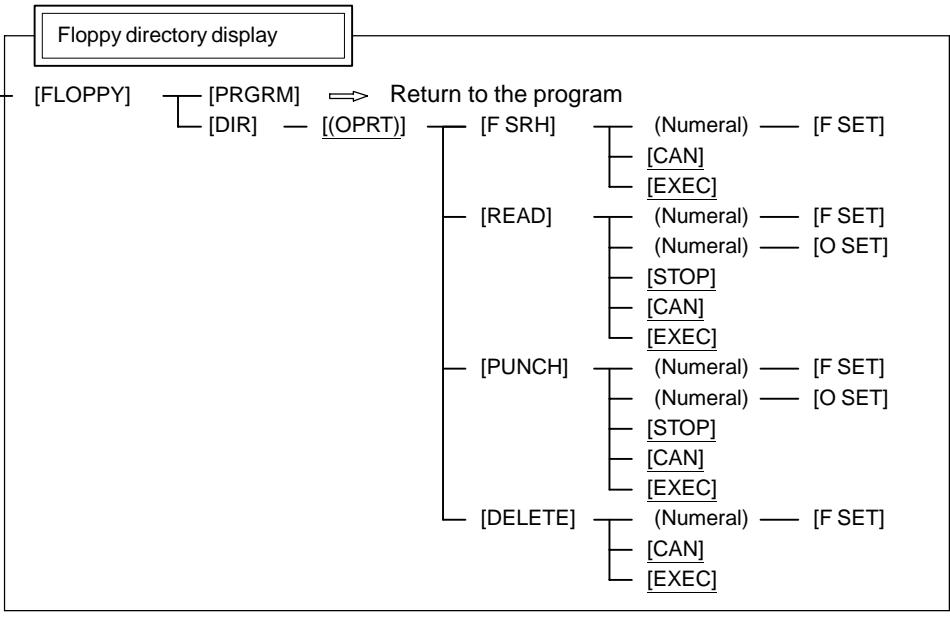 Floppy directory display
[FLOPPY] [PRGRM] Return to the program
[DIR] [(OPRT)] [F SRH] (Numeral) [F SET]
[CAN]
[EXEC]
[READ] (Numeral) [F SET]
(Numeral) [O SET]
[STOP]
[CAN]
[EXEC]
[PUNCH] (Numeral) [F SET]
(Numeral) [O SET]
[STOP]
[CAN]
[EXEC]
[DELETE] (Numeral) [F SET]
[CAN]
[EXEC]